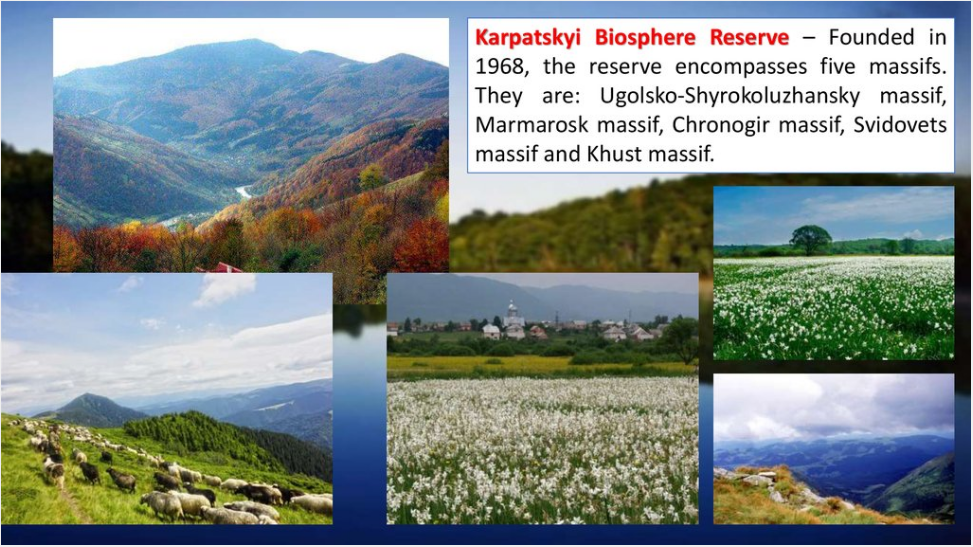 Karpatskyi Biosphere Reserve – Founded in
1968, the reserve encompasses five massifs.
They are: Ugolsko-Shyrokoluzhansky massif,
Marmarosk massif, Chronogir massif, Svidovets
massif and Khust massif.